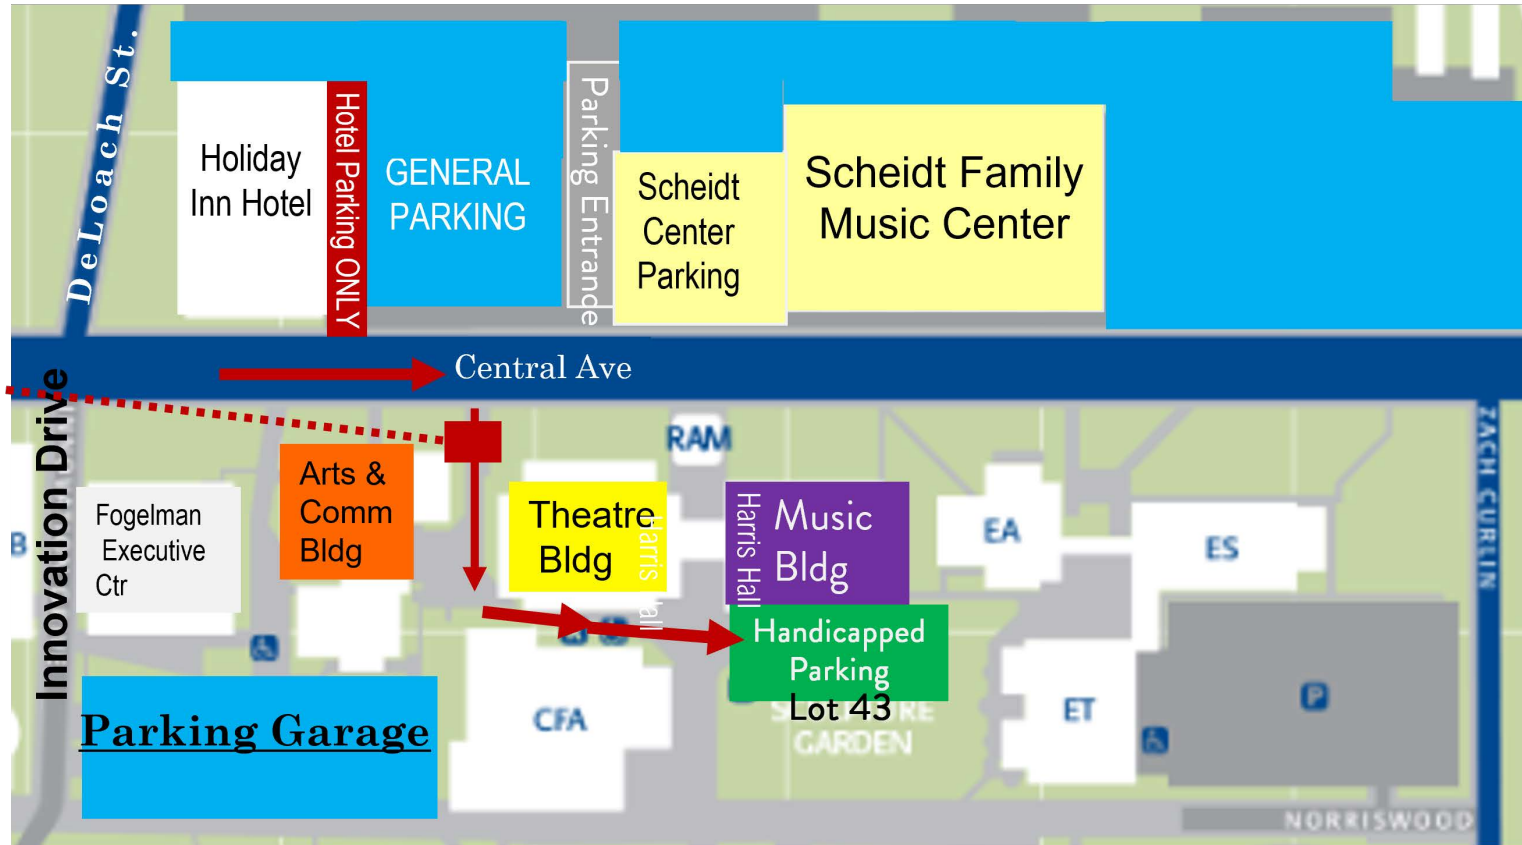 DeLoach St.
Holiday
Inn Hotel
Hotel Parking ONLY
GENERAL
PARKING
Parking Entrance
Scheidt
Center
Parking
Scheidt Family
Music Center
Central Ave
Innovation Drive
RAM
ZACH CURLIN
Arts &
Comm
Bldg
Fogelman
Executive
Ctr
Theatre
Bldg
Harris Hall
Harris Hall
Music
Bldg
EA
ES
B
Handicapped
Parking
Lot 43
GARDEN
CFA
ET
P
Parking Garage
NORRISWOOD